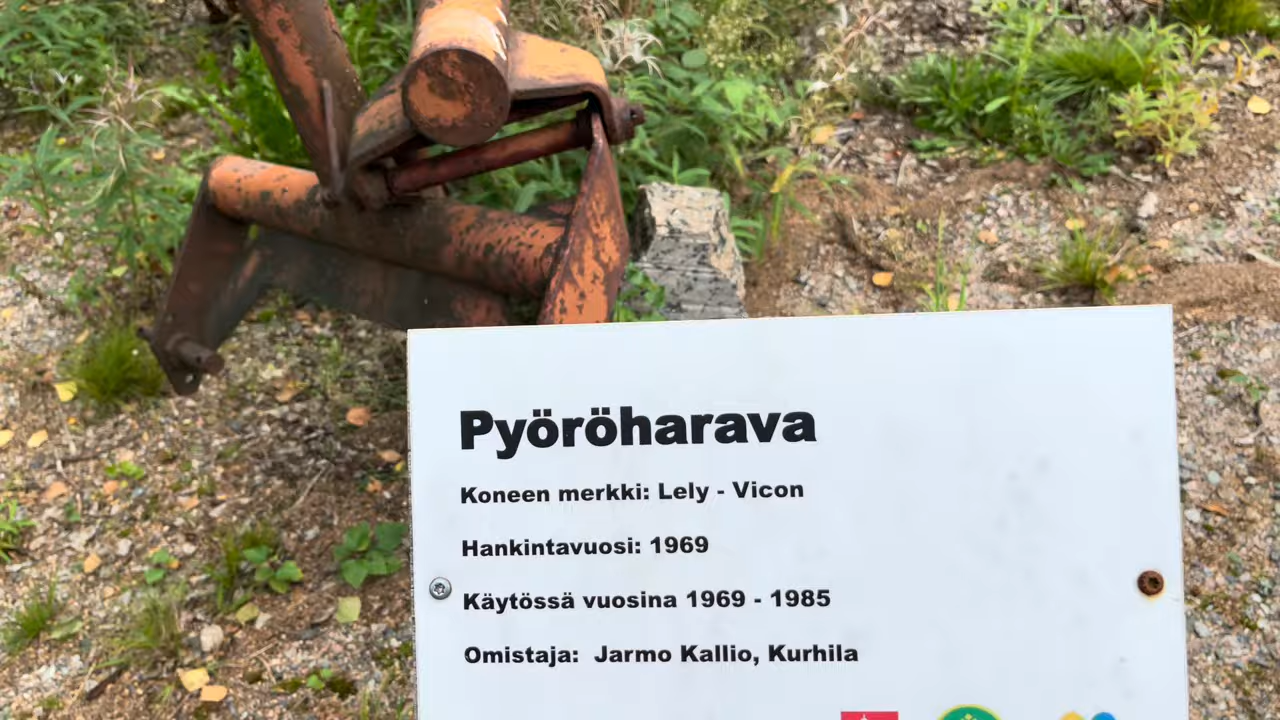 Pyöröharava
Koneen merkki: Lely - Vicon
Hankintavuosi: 1969
Käytössä vuosina 1969 - 1985
Omistaja: Jarmo Kallio, Kurhila